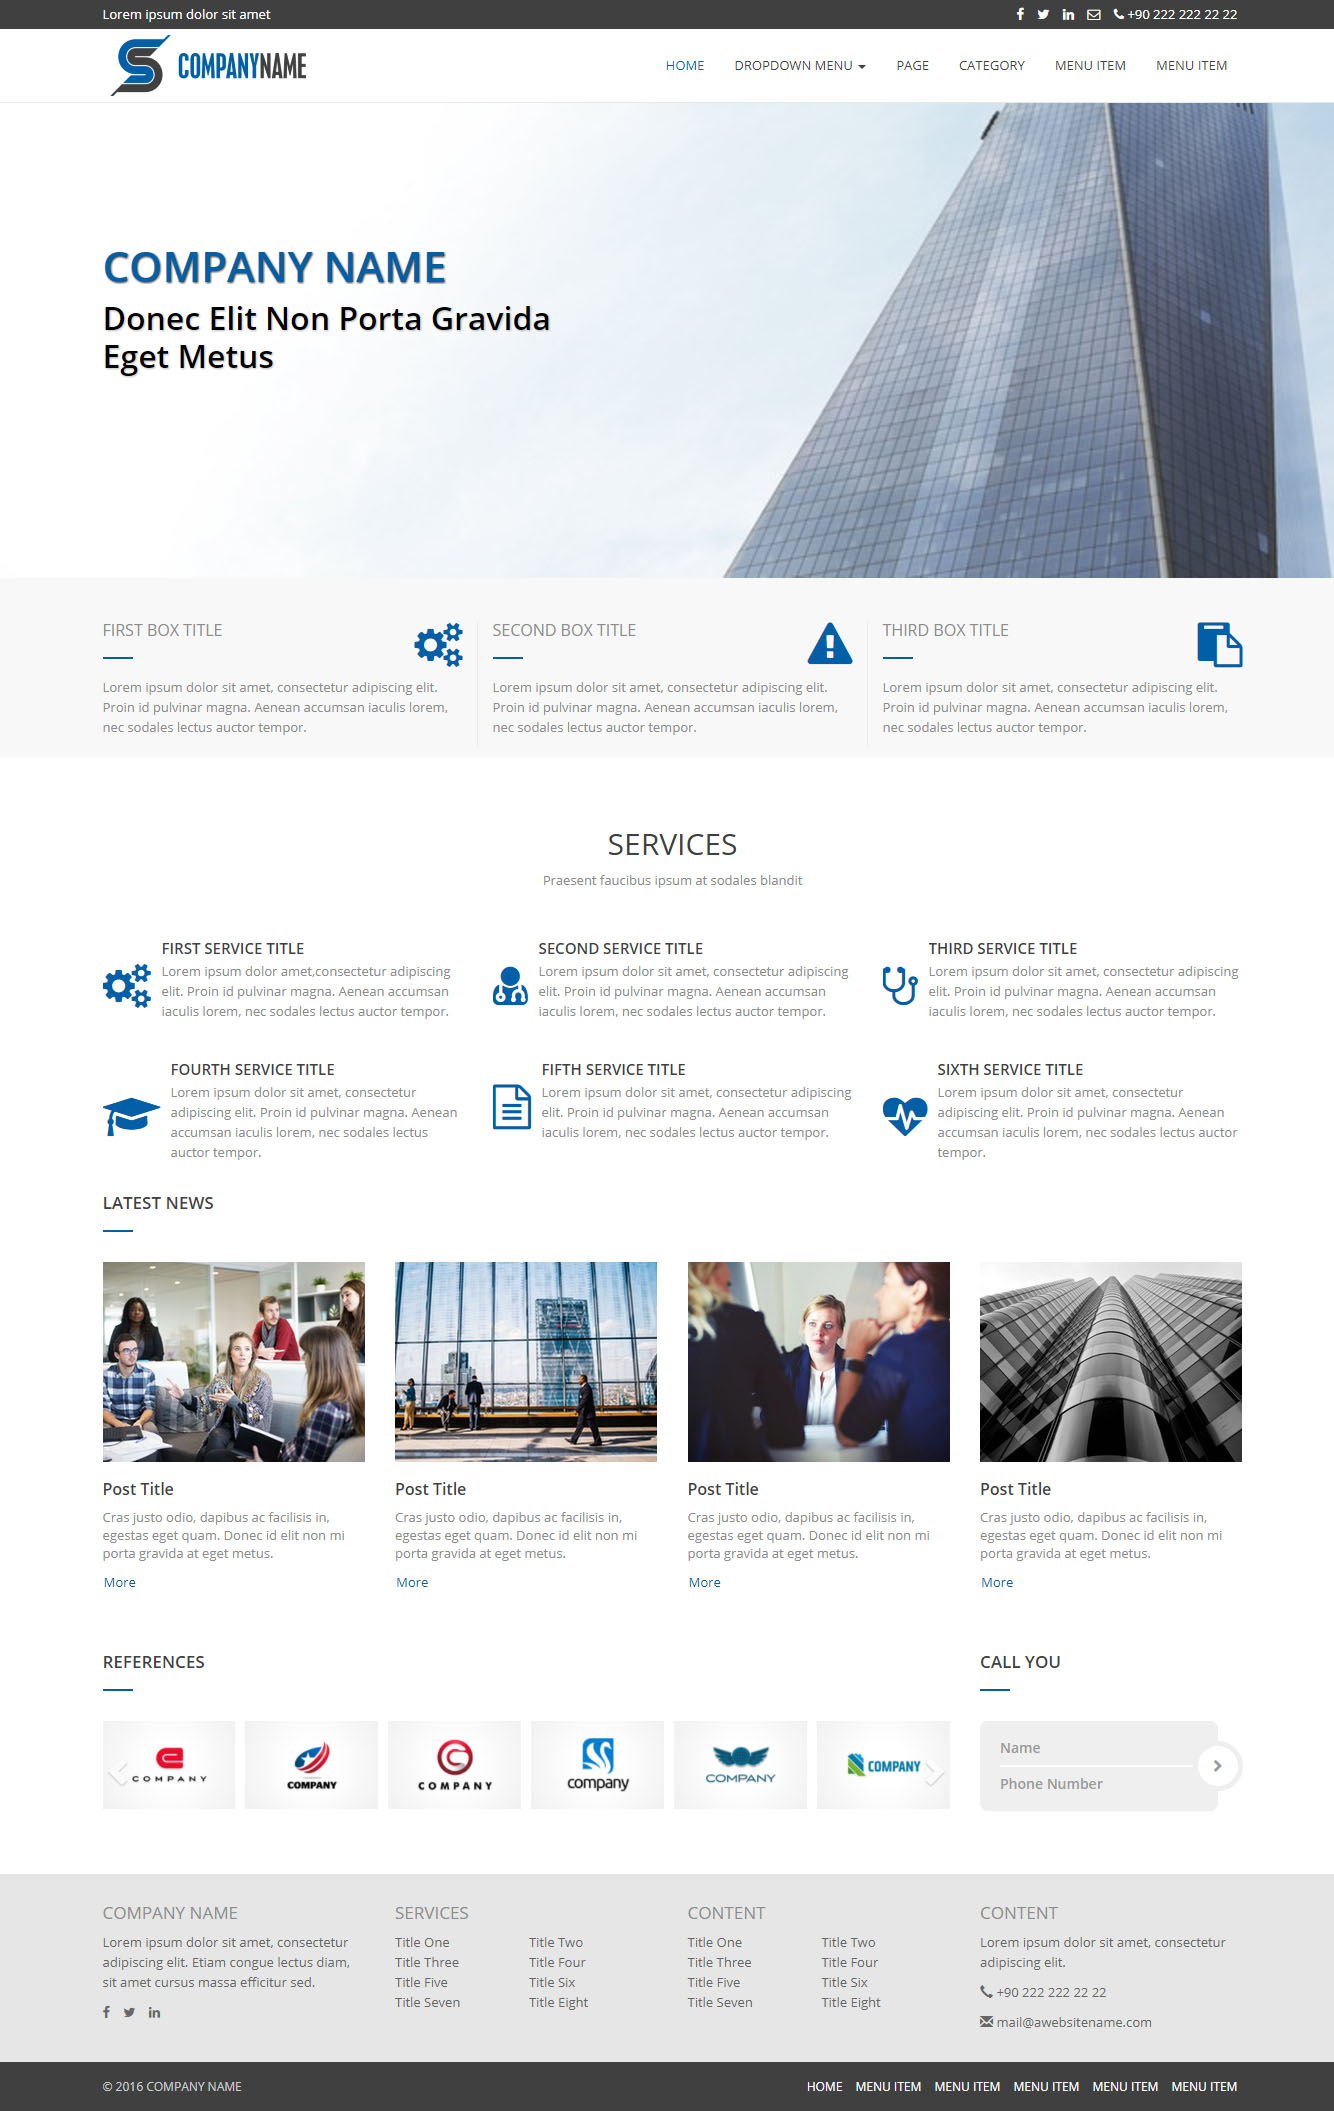 Lorem ipsum dolor sit amet
+90 222 222 22 22
COMPANYNAME
HOME DROPDOWN MENU PAGE CATEGORY MENU ITEM MENU ITEM
COMPANY NAME
Donec Elit Non Porta Gravida
Eget Metus
FIRST BOX TITLE
Lorem ipsum dolor sit amet, consectetur adipiscing elit.
Proin id pulvinar magna. Aenean accumsan iaculis lorem,
nec sodales lectus auctor tempor.
SECOND BOX TITLE
Lorem ipsum dolor sit amet, consectetur adipiscing elit.
Proin id pulvinar magna. Aenean accumsan iaculis lorem,
nec sodales lectus auctor tempor.
THIRD BOX TITLE
Lorem ipsum dolor sit amet, consectetur adipiscing elit.
Proin id pulvinar magna. Aenean accumsan iaculis lorem,
nec sodales lectus auctor tempor.
SERVICES
Praesent faucibus ipsum at sodales blandit
FIRST SERVICE TITLE
Lorem ipsum dolor amet,consectetur adipiscing
elit. Proin id pulvinar magna. Aenean accumsan
iaculis lorem, nec sodales lectus auctor tempor.
SECOND SERVICE TITLE
Lorem ipsum dolor sit amet, consectetur adipiscing
elit. Proin id pulvinar magna. Aenean accumsan
iaculis lorem, nec sodales lectus auctor tempor.
THIRD SERVICE TITLE
Lorem ipsum dolor sit amet, consectetur adipiscing
elit. Proin id pulvinar magna. Aenean accumsan
iaculis lorem, nec sodales lectus auctor tempor.
FOURTH SERVICE TITLE
Lorem ipsum dolor sit amet, consectetur
adipiscing elit. Proin id pulvinar magna. Aenean
accumsan iaculis lorem, nec sodales lectus
auctor tempor.
FIFTH SERVICE TITLE
Lorem ipsum dolor sit amet, consectetur adipiscing
elit. Proin id pulvinar magna. Aenean accumsan
iaculis lorem, nec sodales lectus auctor tempor.
SIXTH SERVICE TITLE
Lorem ipsum dolor sit amet, consectetur
adipiscing elit. Proin id pulvinar magna. Aenean
accumsan iaculis lorem, nec sodales lectus auctor
tempor.
LATEST NEWS
Post Title
Cras justo odio, dapibus ac facilisis in,
egestas eget quam. Donec id elit non mi
porta gravida at eget metus.
More
Post Title
Cras justo odio, dapibus ac facilisis in,
egestas eget quam. Donec id elit non mi
porta gravida at eget metus.
More
Post Title
Cras justo odio, dapibus ac facilisis in,
egestas eget quam. Donec id elit non mi
porta gravida at eget metus.
More
Post Title
Cras justo odio, dapibus ac facilisis in,
egestas eget quam. Donec id elit non mi
porta gravida at eget metus.
More
REFERENCES
COMPANY
COMPANY
COMPANY
company
COMPANY
COMPANY
CALL YOU
Name
Phone Number
COMPANY NAME
Lorem ipsum dolor sit amet, consectetur
adipiscing elit. Etiam congue lectus diam,
sit amet cursus massa efficitur sed.
SERVICES
Title One Title Two
Title Three Title Four
Title Five Title Six
Title Seven Title Eight
CONTENT
Title One Title Two
Title Three Title Four
Title Five Title Six
Title Seven Title Eight
CONTENT
Lorem ipsum dolor sit amet, consectetur
adipiscing elit.
+90 222 222 22 22
mail@awebsitename.com
© 2016 COMPANY NAME
HOME MENU ITEM MENU ITEM MENU ITEM MENU ITEM MENU ITEM